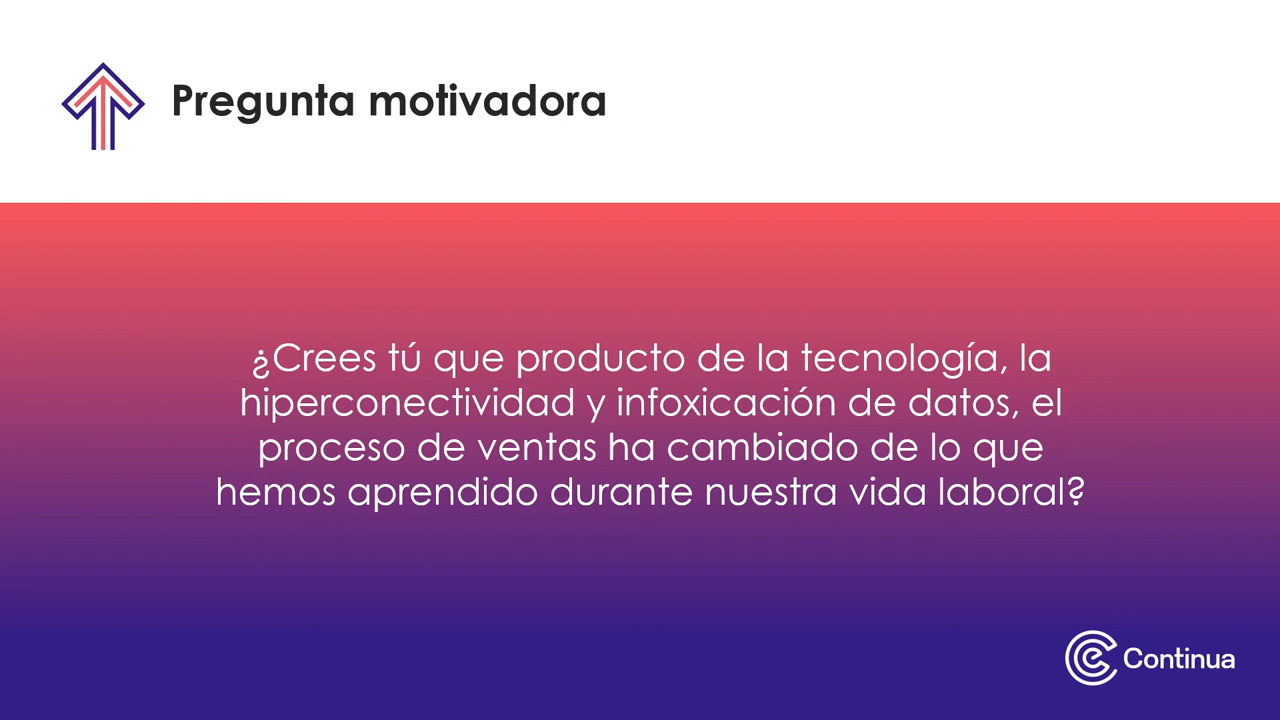 Pregunta motivadora
¿Crees tú que producto de la tecnología, la
hiperconectividad y infoxicación de datos, el
proceso de ventas ha cambiado de lo que
hemos aprendido durante nuestra vida laboral?
Continua